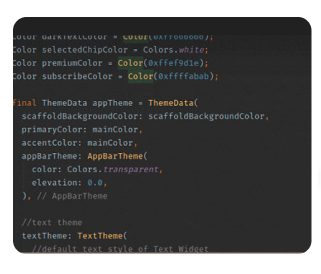 Color darkTextColor = Color(0xff666666);
Color selectedChipColor = Colors.white;
Color premiumColor = Color(0xffef9d1e);
Color subscribeColor = Color(0xffffabab);
final ThemeData appTheme = ThemeData(
scaffoldBackgroundColor: scaffoldBackgroundColor,
primaryColor: mainColor,
accentColor: mainColor,
appBarTheme: AppBarTheme(
color: Colors.transparent,
elevation: 0.0,
), // AppBarTheme
//text theme
textTheme: TextTheme(
//default text style of Text Widget